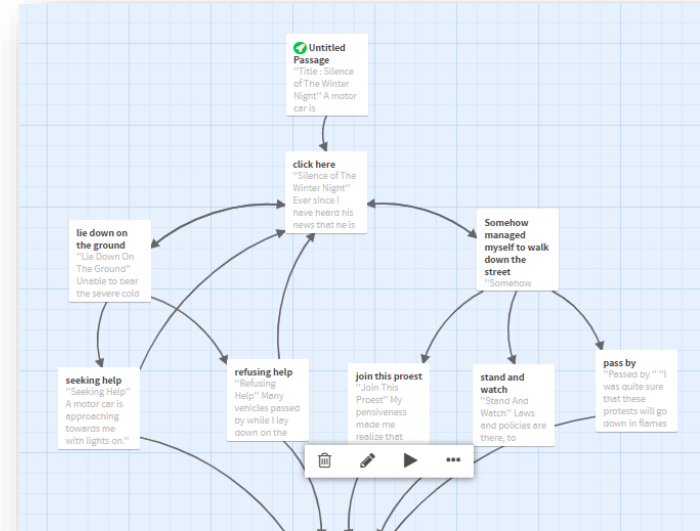 Untitled
Passage
"Title : Silence
of The Winter
Night" A motor
car is
click here
"Silence of The
Winter Night"
Ever since I
have heard his
news that he is
lie down on
the ground
"Lie Down On
The Ground"
Unable to bear
the severe cold
Somehow
managed
myself to walk
down the
street
"Somehow
seeking help
"Seeking Help"
A motor car is
approaching
towards me
with lights on."
refusing help
"Refusing
Help" Many
vehicles passed
by while I lay
down on the
join this proest
"Join This
Proest" My
pensiveness
made me
realize that
stand and
watch
"Stand And
Watch" Laws
and policies are
there, to
pass by
"Passed by " "I
was quite sure
that these
protests will go
down in flames